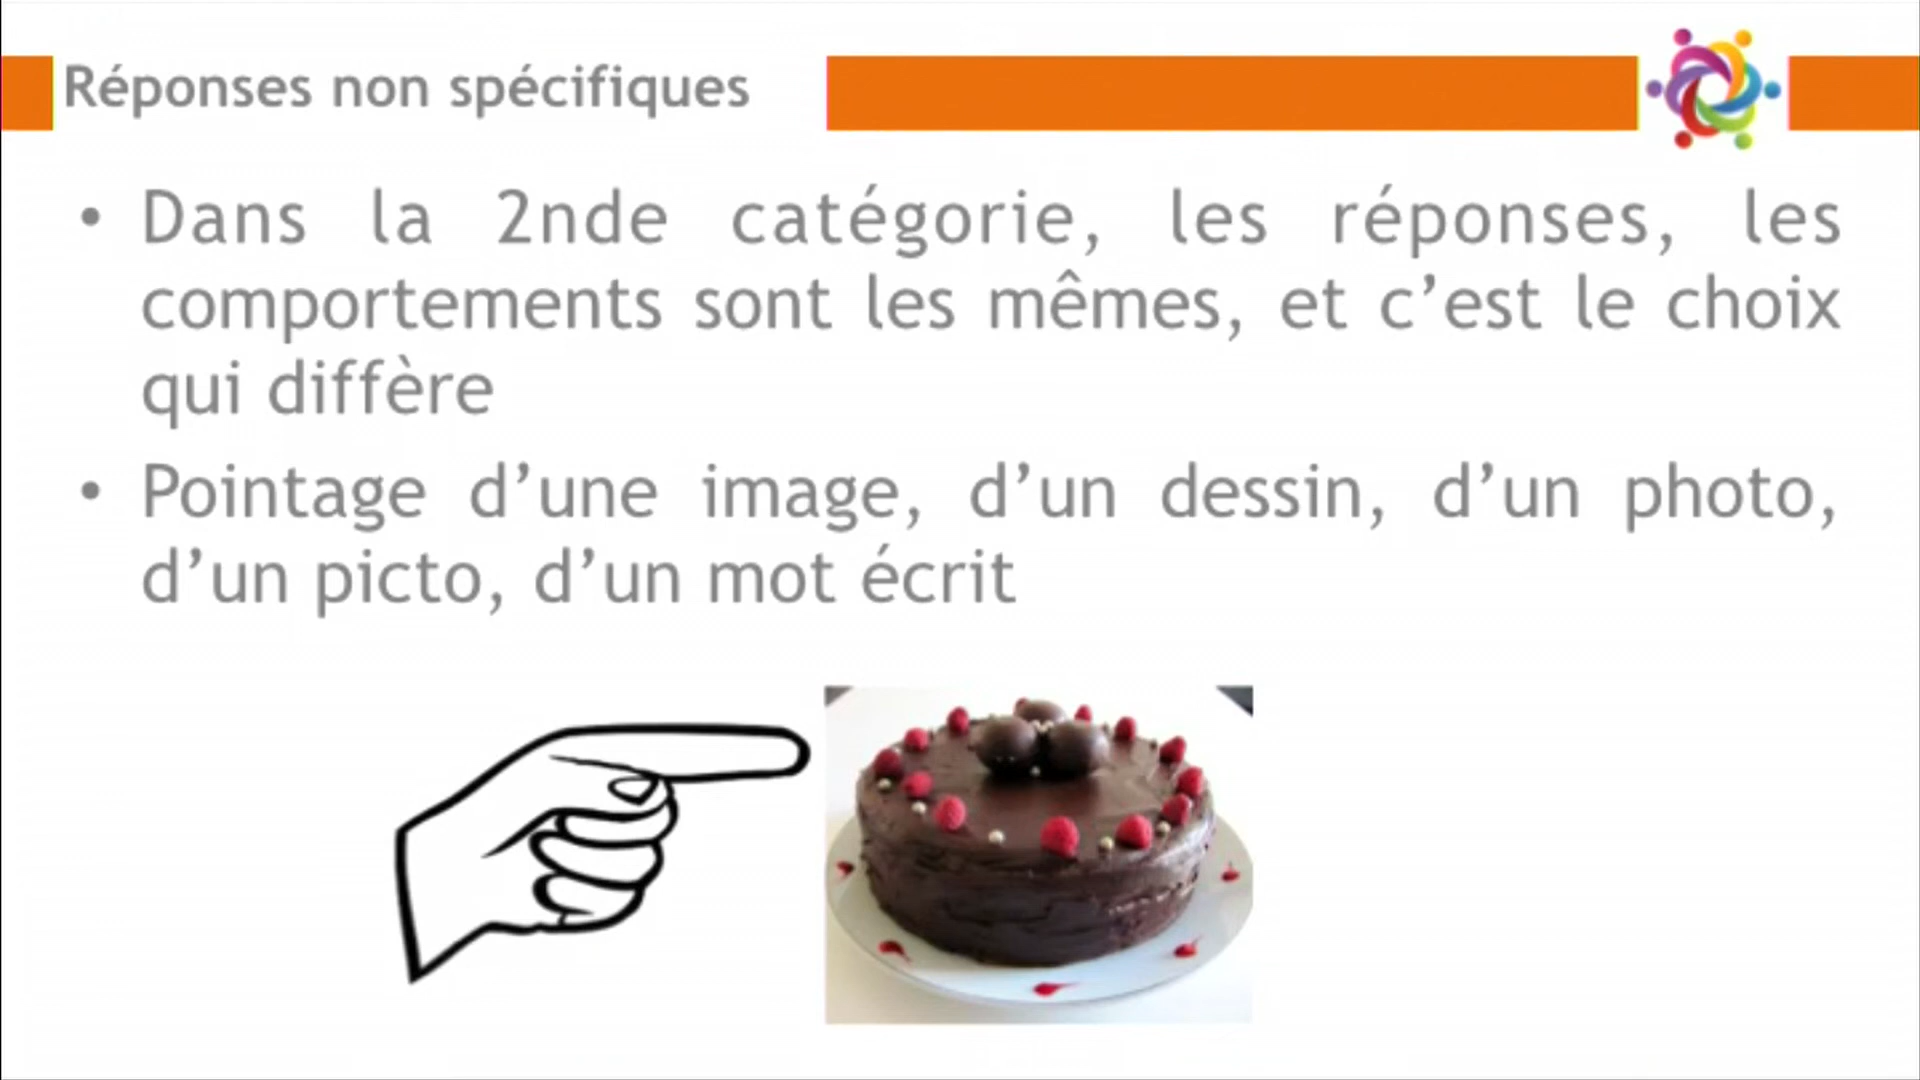 Réponses non spécifiques
• Dans la 2nde catégorie, les réponses, les
comportements sont les mêmes, et c’est le choix
qui diffère
• Pointage d’une image, d’un dessin, d’un photo,
d’un picto, d’un mot écrit